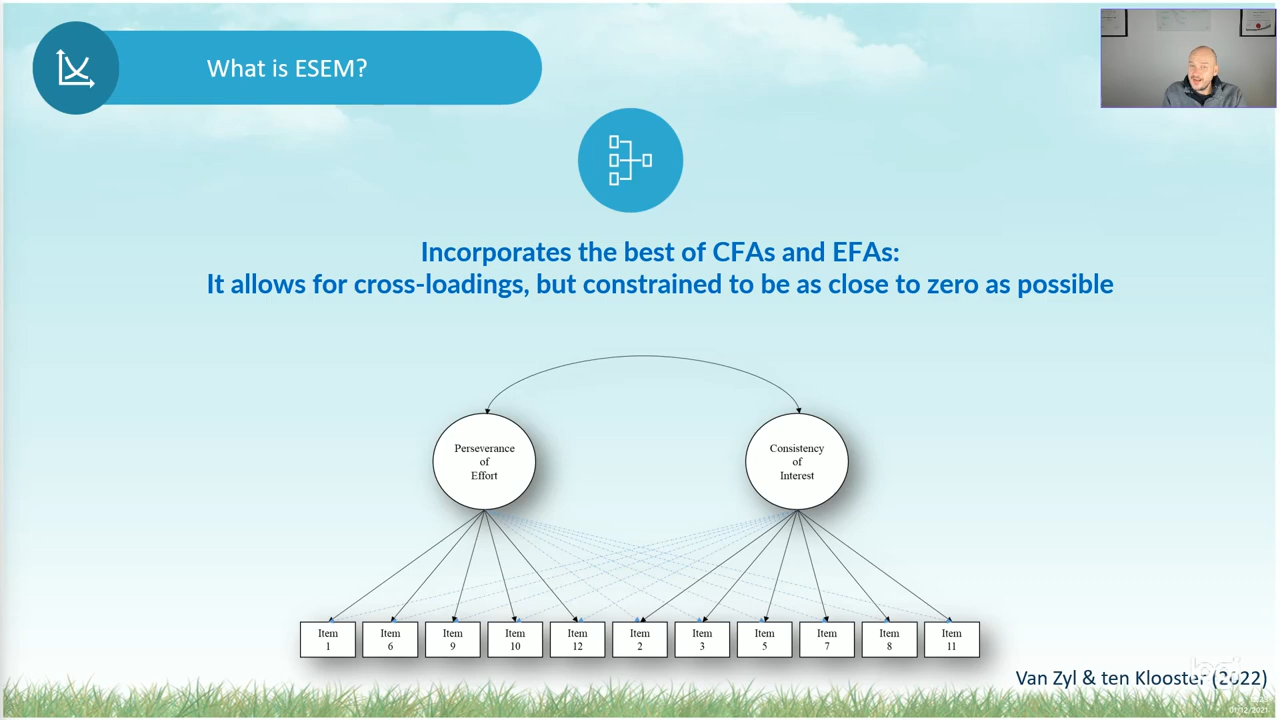 What is ESEM?
Incorporates the best of CFAs and EFAs:
It allows for cross-loadings, but constrained to be as close to zero as possible
Perseverance
of
Effort
Consistency
of
Interest
Item
1
Item
6
Item
9
Item
10
Item
12
Item
2
Item
3
Item
5
Item
7
Item
8
Item
11
Van Zyl & ten Klooster (2022)
01/12/2021